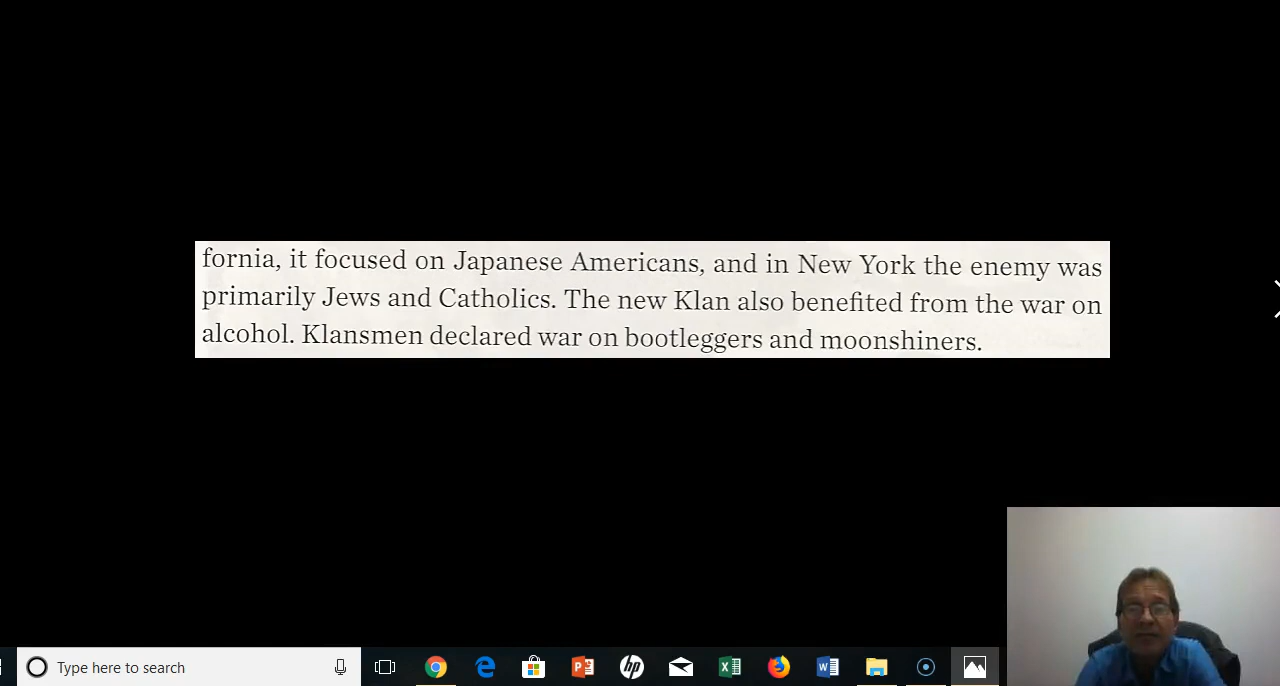 fornia, it focused on Japanese Americans, and in New York the enemy was
primarily Jews and Catholics. The new Klan also benefited from the war on
alcohol. Klansmen declared war on bootleggers and moonshiners.
Type here to search